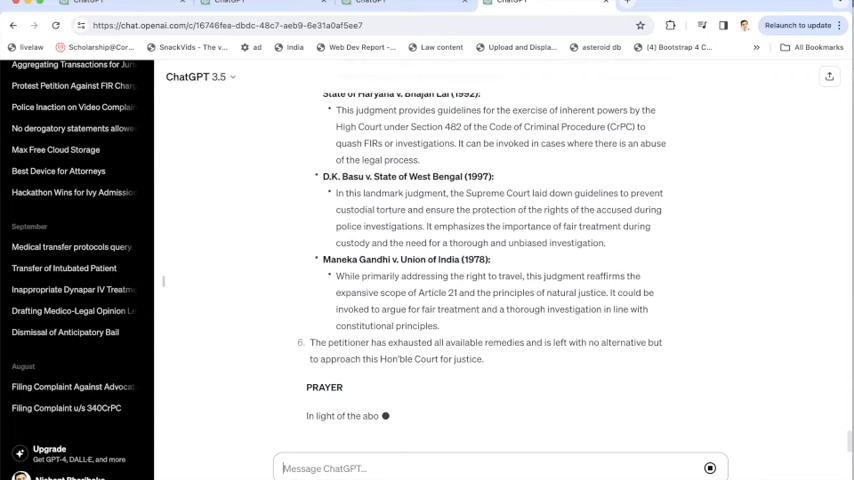 ChatGPT
ChatGPT
ChatGPT
ChatGPT
https://chat.openai.com/c/16746fea-dbdc-48c7-aeb9-6e31a0af5ee7
Relaunch to update
livelaw
Scholarship@Cor...
SnackVids - The v...
ad
India
Web Dev Report -...
Law content
Upload and Displa...
asteroid db
(4) Bootstrap 4 C...
»
All Bookmarks
Aggregating Transactions for Juri
Protest Petition Against FIR Charg
Police Inaction on Video Complain
No derogatory statements allowe
Max Free Cloud Storage
Best Device for Attorneys
Hackathon Wins for Ivy Admission
September
Medical transfer protocols query.
Transfer of Intubated Patient
Inappropriate Dynapar IV Treatm
Drafting Medico-Legal Opinion Le
Dismissal of Anticipatory Bail
August
Filing Complaint Against Advocat
Filing Complaint u/s 340CrPC
Upgrade
Get GPT-4, DALL·E, and more
ChatGPT 3.5
State of Haryana v. Bhajan Lal (1992):
• This judgment provides guidelines for the exercise of inherent powers by the
High Court under Section 482 of the Code of Criminal Procedure (CrPC) to
quash FIRs or investigations. It can be invoked in cases where there is an abuse
of the legal process.
• D.K. Basu v. State of West Bengal (1997):
• In this landmark judgment, the Supreme Court laid down guidelines to prevent
custodial torture and ensure the protection of the rights of the accused during
police investigations. It emphasizes the importance of fair treatment during
custody and the need for a thorough and unbiased investigation.
• Maneka Gandhi v. Union of India (1978):
• While primarily addressing the right to travel, this judgment reaffirms the
expansive scope of Article 21 and the principles of natural justice. It could be
invoked to argue for fair treatment and a thorough investigation in line with
constitutional principles.
6. The petitioner has exhausted all available remedies and is left with no alternative but
to approach this Hon'ble Court for justice.
PRAYER
In light of the abo
Message ChatGPT...